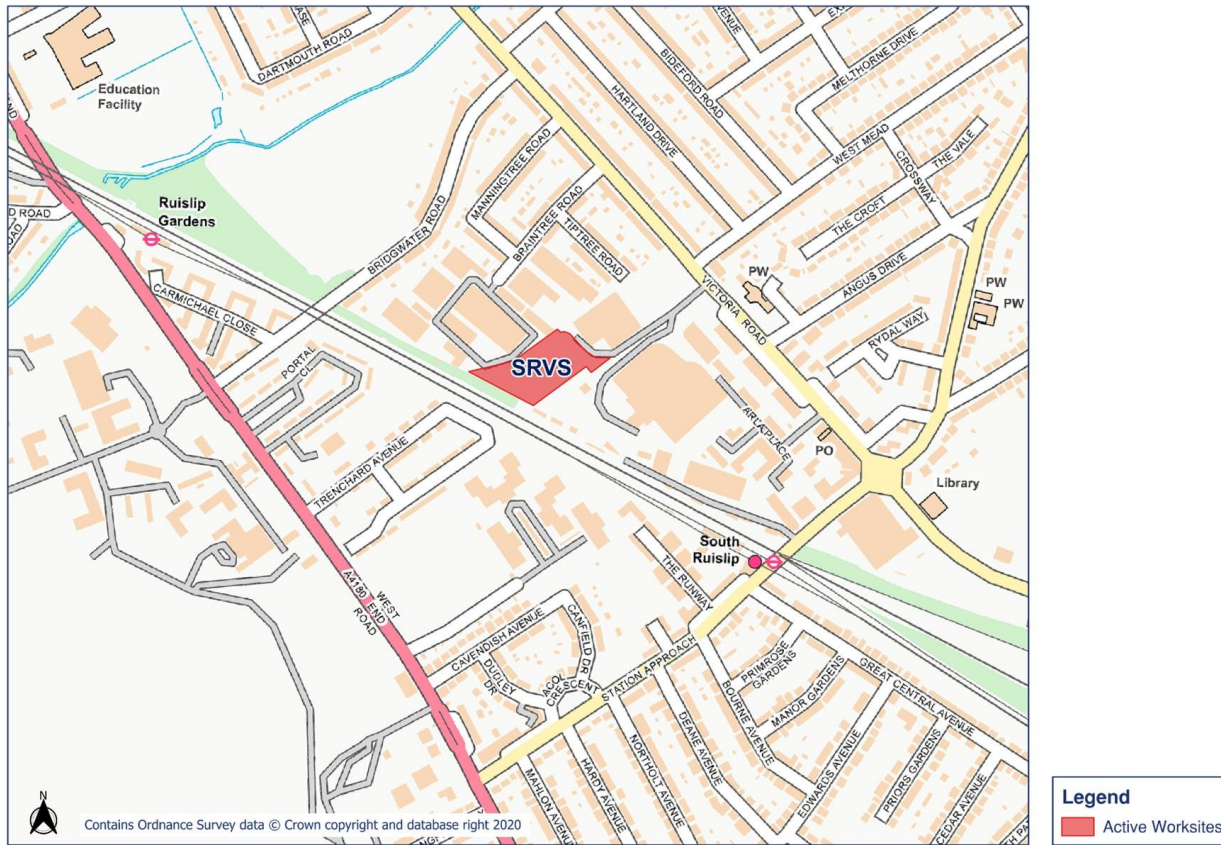 DARTMOUTH ROAD
BIDEFORD ROAD
MELTHORNE DRIVE
HARTLAND DRIVE
Education
Facility
WEST MEAD
CROSSWAY
THE VALE
MANNINGTREE ROAD
BRAINTREE ROAD
TIPTREE ROAD
THE CROFT
Ruislip
Gardens
BRIDGWATER ROAD
ANGUS DRIVE
PW
PW
PW
VICTORIA ROAD
CARMICHAEL CLOSE
RYDAL WAY
PORTAL
CL
SRVS
ARLA PLACE
PO
Library
TRENCHARD AVENUE
South
Ruislip
THE RUNWAY
WEST
A4180 END
ROAD
CAVENDISH AVENUE
CANFIELD DR
DUDLEY
DR
ACOL
CRESCENT
STATION APPROACH
PRIMROSE
GARDENS
MANOR GARDENS
GREAT CENTRAL AVENUE
BOURNE AVENUE
DEANE AVENUE
NORTHOLT AVENUE
HARDY AVENUE
MAHLON AVENUE
EDWARDS AVENUE
PRIORS GARDENS
CEDAR AVENUE
N
Contains Ordnance Survey data © Crown copyright and database right 2020
Legend
Active Worksites